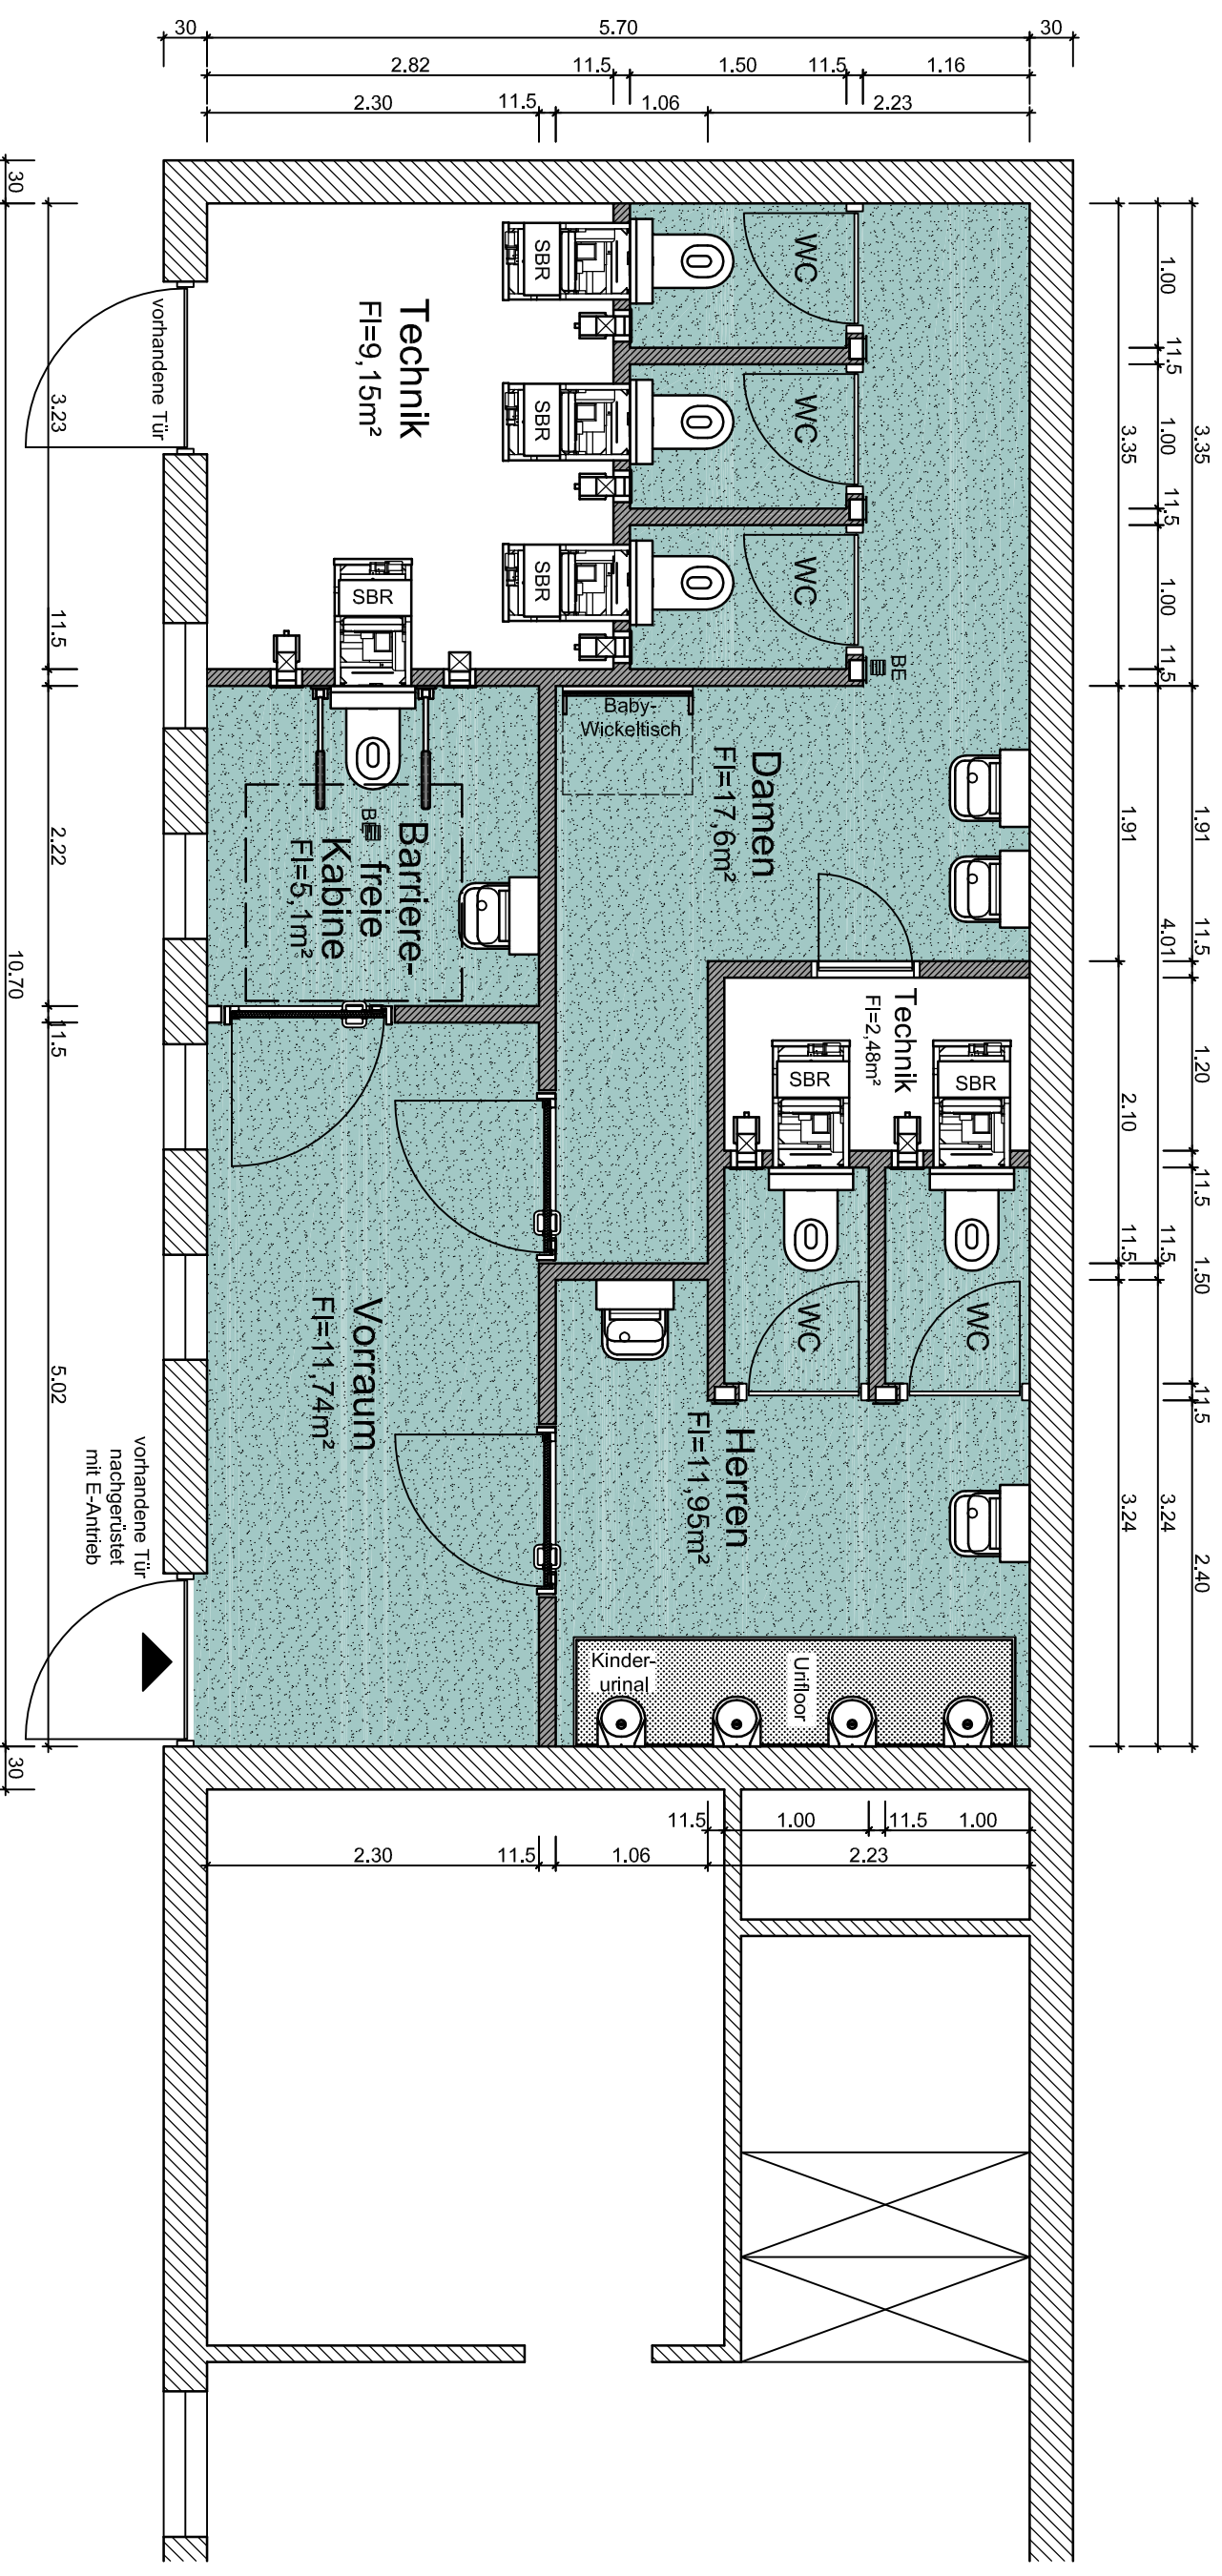 30
5.70
30
2.82
11.5
1.50
11.5
1.16
2.30
11.5
1.06
2.23
30
3.23
11.5
2.22
11.5
5.02
10.70
30
1.00
11.5
1.00
11.5
1.00
11.5
3.35
3.35
1.91
1.91
11.5
4.01
1.20
2.10
11.5
11.5
11.5
1.50
11.5
3.24
3.24
2.40
Technik
Fl=9,15m²
vorhandene Tür
SBR
SBR
SBR
SBR
WC
WC
WC
BE
Baby-
Wickeltisch
Damen
Fl=17,6m²
Barriere-
freie
Kabine
Fl=5,1m²
BE
Technik
Fl=2,48m²
SBR
SBR
WC
WC
Vorraum
Fl=11,74m²
Herren
Fl=11,95m²
vorhandene Tür
nachgerüstet
mit E-Antrieb
Kinder-
urinal
Urifloor
11.5
1.00
11.5
1.00
2.30
11.5
1.06
2.23